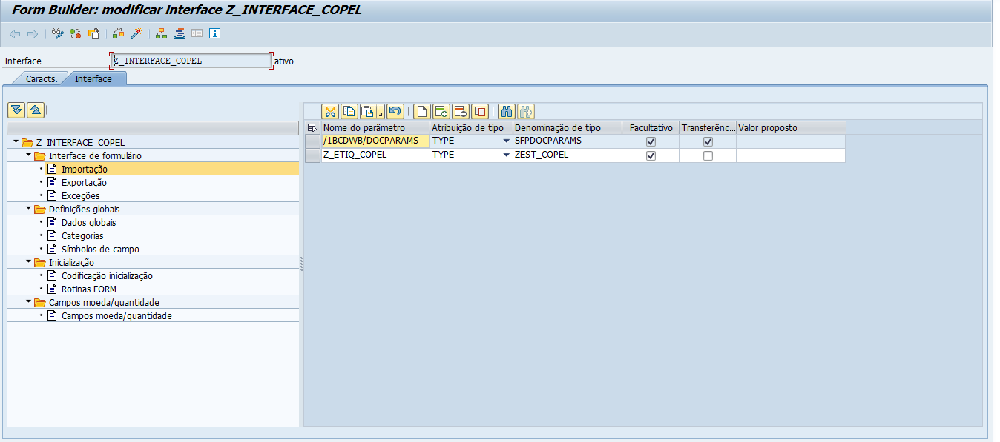 Form Builder: modificar interface Z_INTERFACE_COPEL
Interface Z_INTERFACE_COPEL ativo
Caracts. Interface
Nome do parâmetro Atribuição de tipo Denominação de tipo Facultativo Transferênc... Valor proposto
/1BCDWB/DOCPARAMS TYPE SFPDOCPARAMS
Z_ETIQ_COPEL TYPE ZEST_COPEL
Z_INTERFACE_COPEL
Interface de formulário
Importação
Exportação
Exceções
Definições globais
Dados globais
Categorias
Símbolos de campo
Inicialização
Codificação inicialização
Rotinas FORM
Campos moeda/quantidade
Campos moeda/quantidade